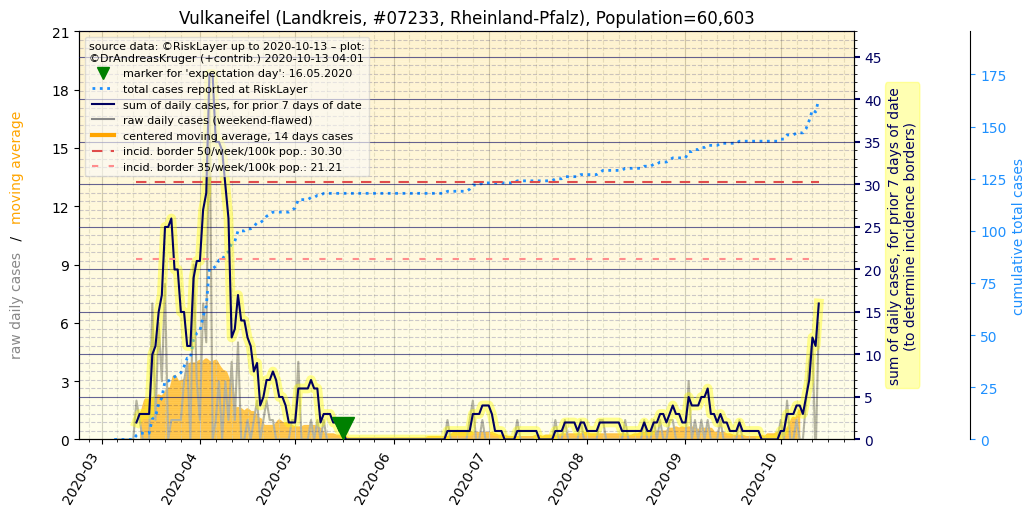 Vulkaneifel (Landkreis, #07233, Rheinland-Pfalz), Population=60,603
source data: ©RiskLayer up to 2020-10-13 – plot:
©DrAndreasKruger (+contrib.) 2020-10-13 04:01
marker for 'expectation day': 16.05.2020
total cases reported at RiskLayer
sum of daily cases, for prior 7 days of date
raw daily cases (weekend-flawed)
centered moving average, 14 days cases
incid. border 50/week/100k pop.: 30.30
incid. border 35/week/100k pop.: 21.21
raw daily cases / moving average
21
18
15
12
9
6
3
0
2020-03
2020-04
2020-05
2020-06
2020-07
2020-08
2020-09
2020-10
45
40
35
30
25
20
15
10
5
0
sum of daily cases, for prior 7 days of date
(to determine incidence borders)
175
150
125
100
75
50
25
0
cumulative total cases